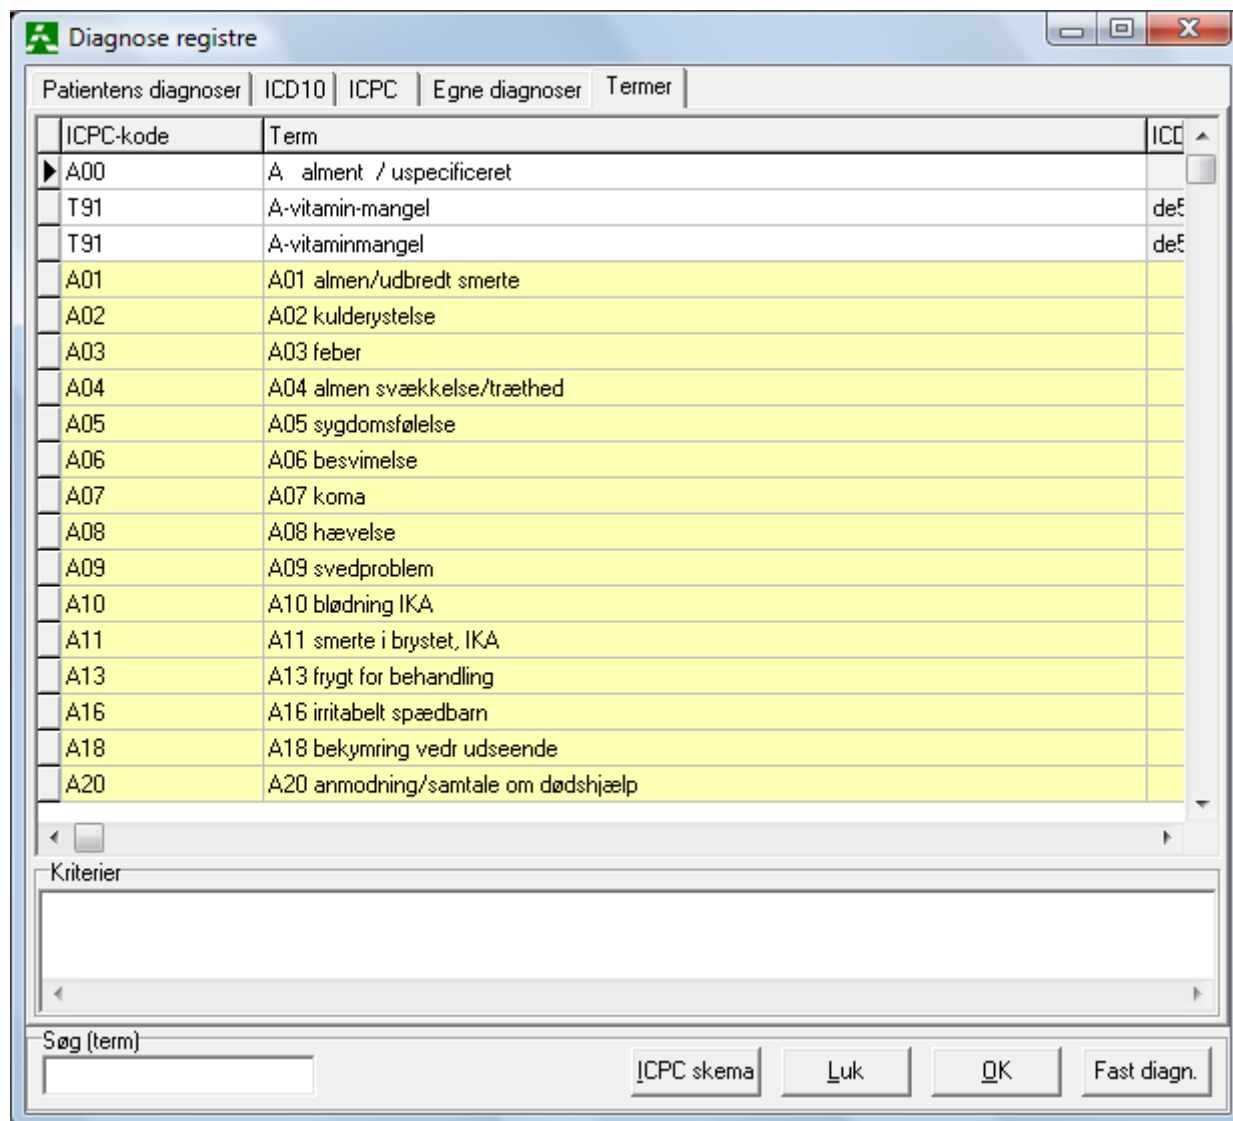 Diagnose registre
Patientens diagnoser ICD10 ICPC Egne diagnoser Termer
ICPC-kode Term ICD
A00 A alment / uspecificeret
T91 A-vitamin-mangel de5
T91 A-vitaminmangel de5
A01 A01 almen/udbredt smerte
A02 A02 kulderystelse
A03 A03 feber
A04 A04 almen svækkelse/træthed
A05 A05 sygdomsfølelse
A06 A06 besvimelse
A07 A07 koma
A08 A08 hævelse
A09 A09 svedproblem
A10 A10 blødning IKA
A11 A11 smerte i brystet, IKA
A13 A13 frygt for behandling
A16 A16 irritabelt spædbarn
A18 A18 bekymring vedr udseende
A20 A20 anmodning/samtale om dødshjælp
Kriterier
Søg (term)
ICPC skema Luk OK Fast diagn.